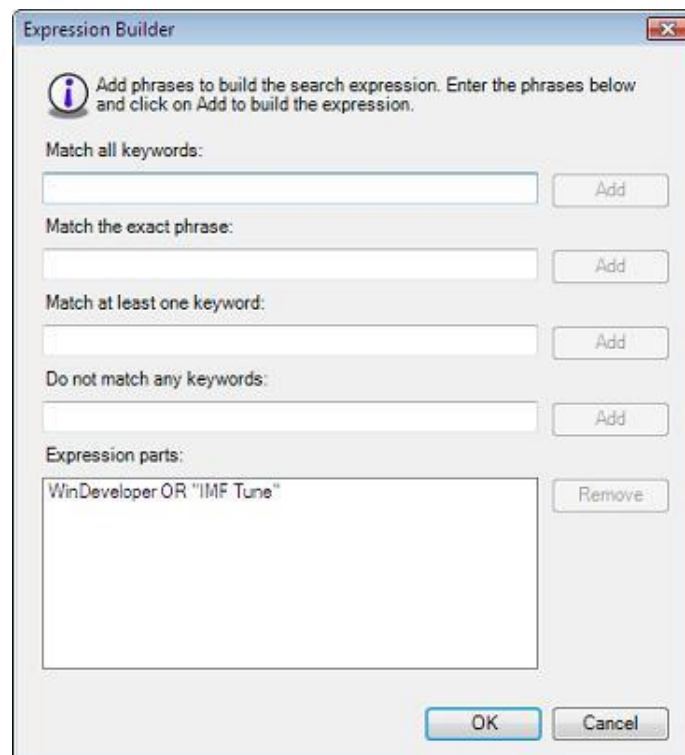 Expression Builder
Add phrases to build the search expression. Enter the phrases below
and click on Add to build the expression.
Match all keywords:
Add
Match the exact phrase:
Add
Match at least one keyword:
Add
Do not match any keywords:
Add
Expression parts:
WinDeveloper OR "IMF Tune"
Remove
OK
Cancel